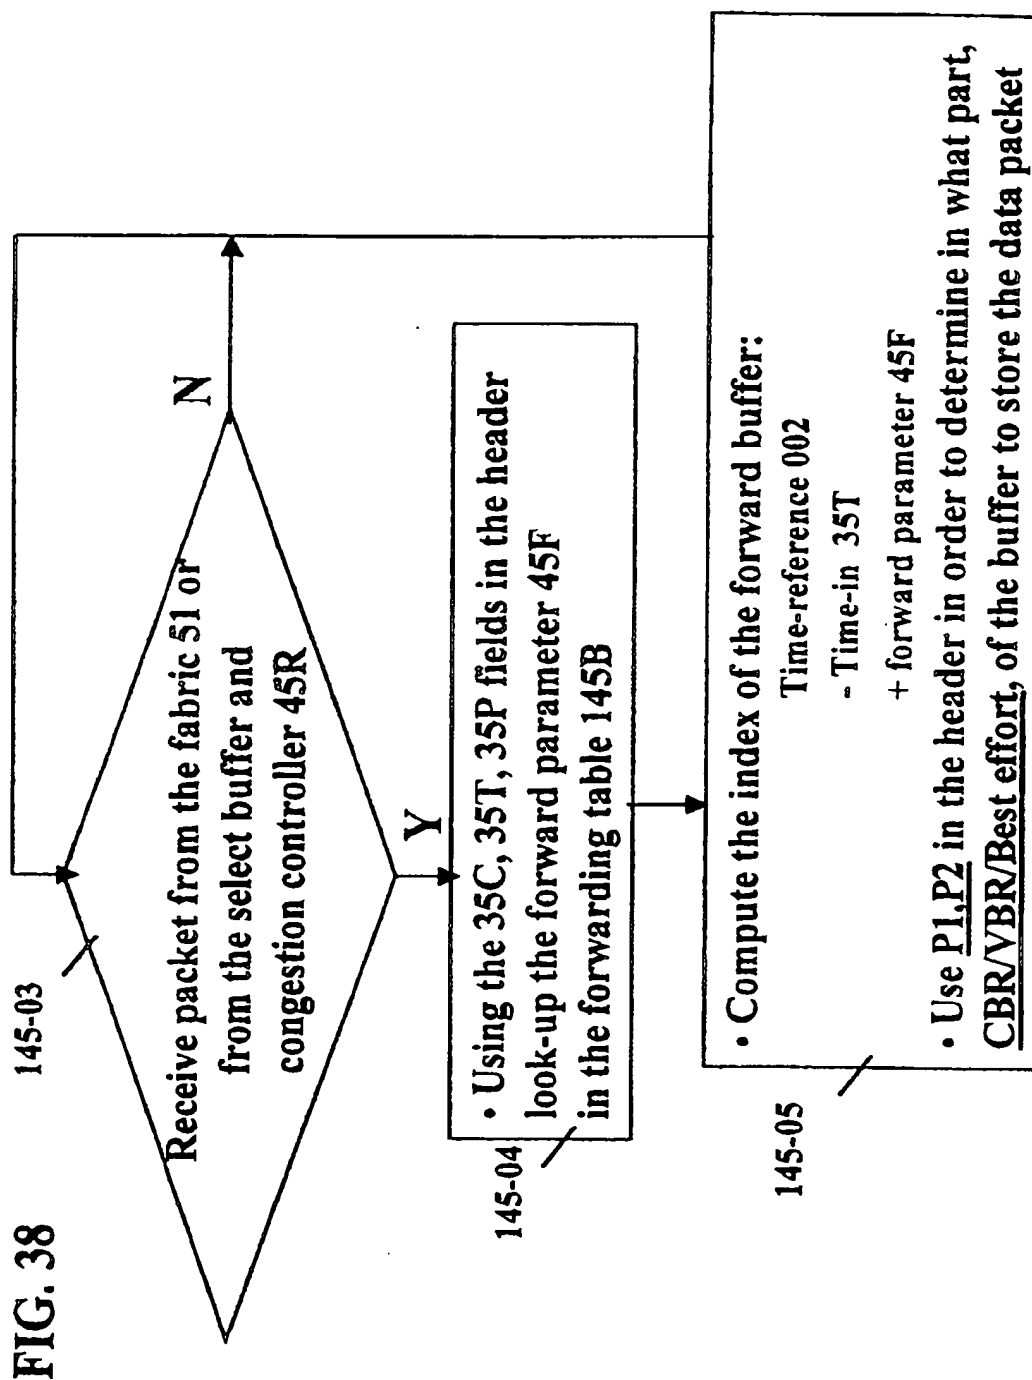 FIG. 38
145-03
Receive packet from the fabric 51 or
from the select buffer and
congestion controller 45R
N
Y
145-04
• Using the 35C, 35T, 35P fields in the header
look-up the forward parameter 45F
in the forwarding table 145B
145-05
• Compute the index of the forward buffer:
Time-reference 002
- Time-in 35T
+ forward parameter 45F
• Use P1,P2 in the header in order to determine in what part,
CBR/VBR/Best effort, of the buffer to store the data packet